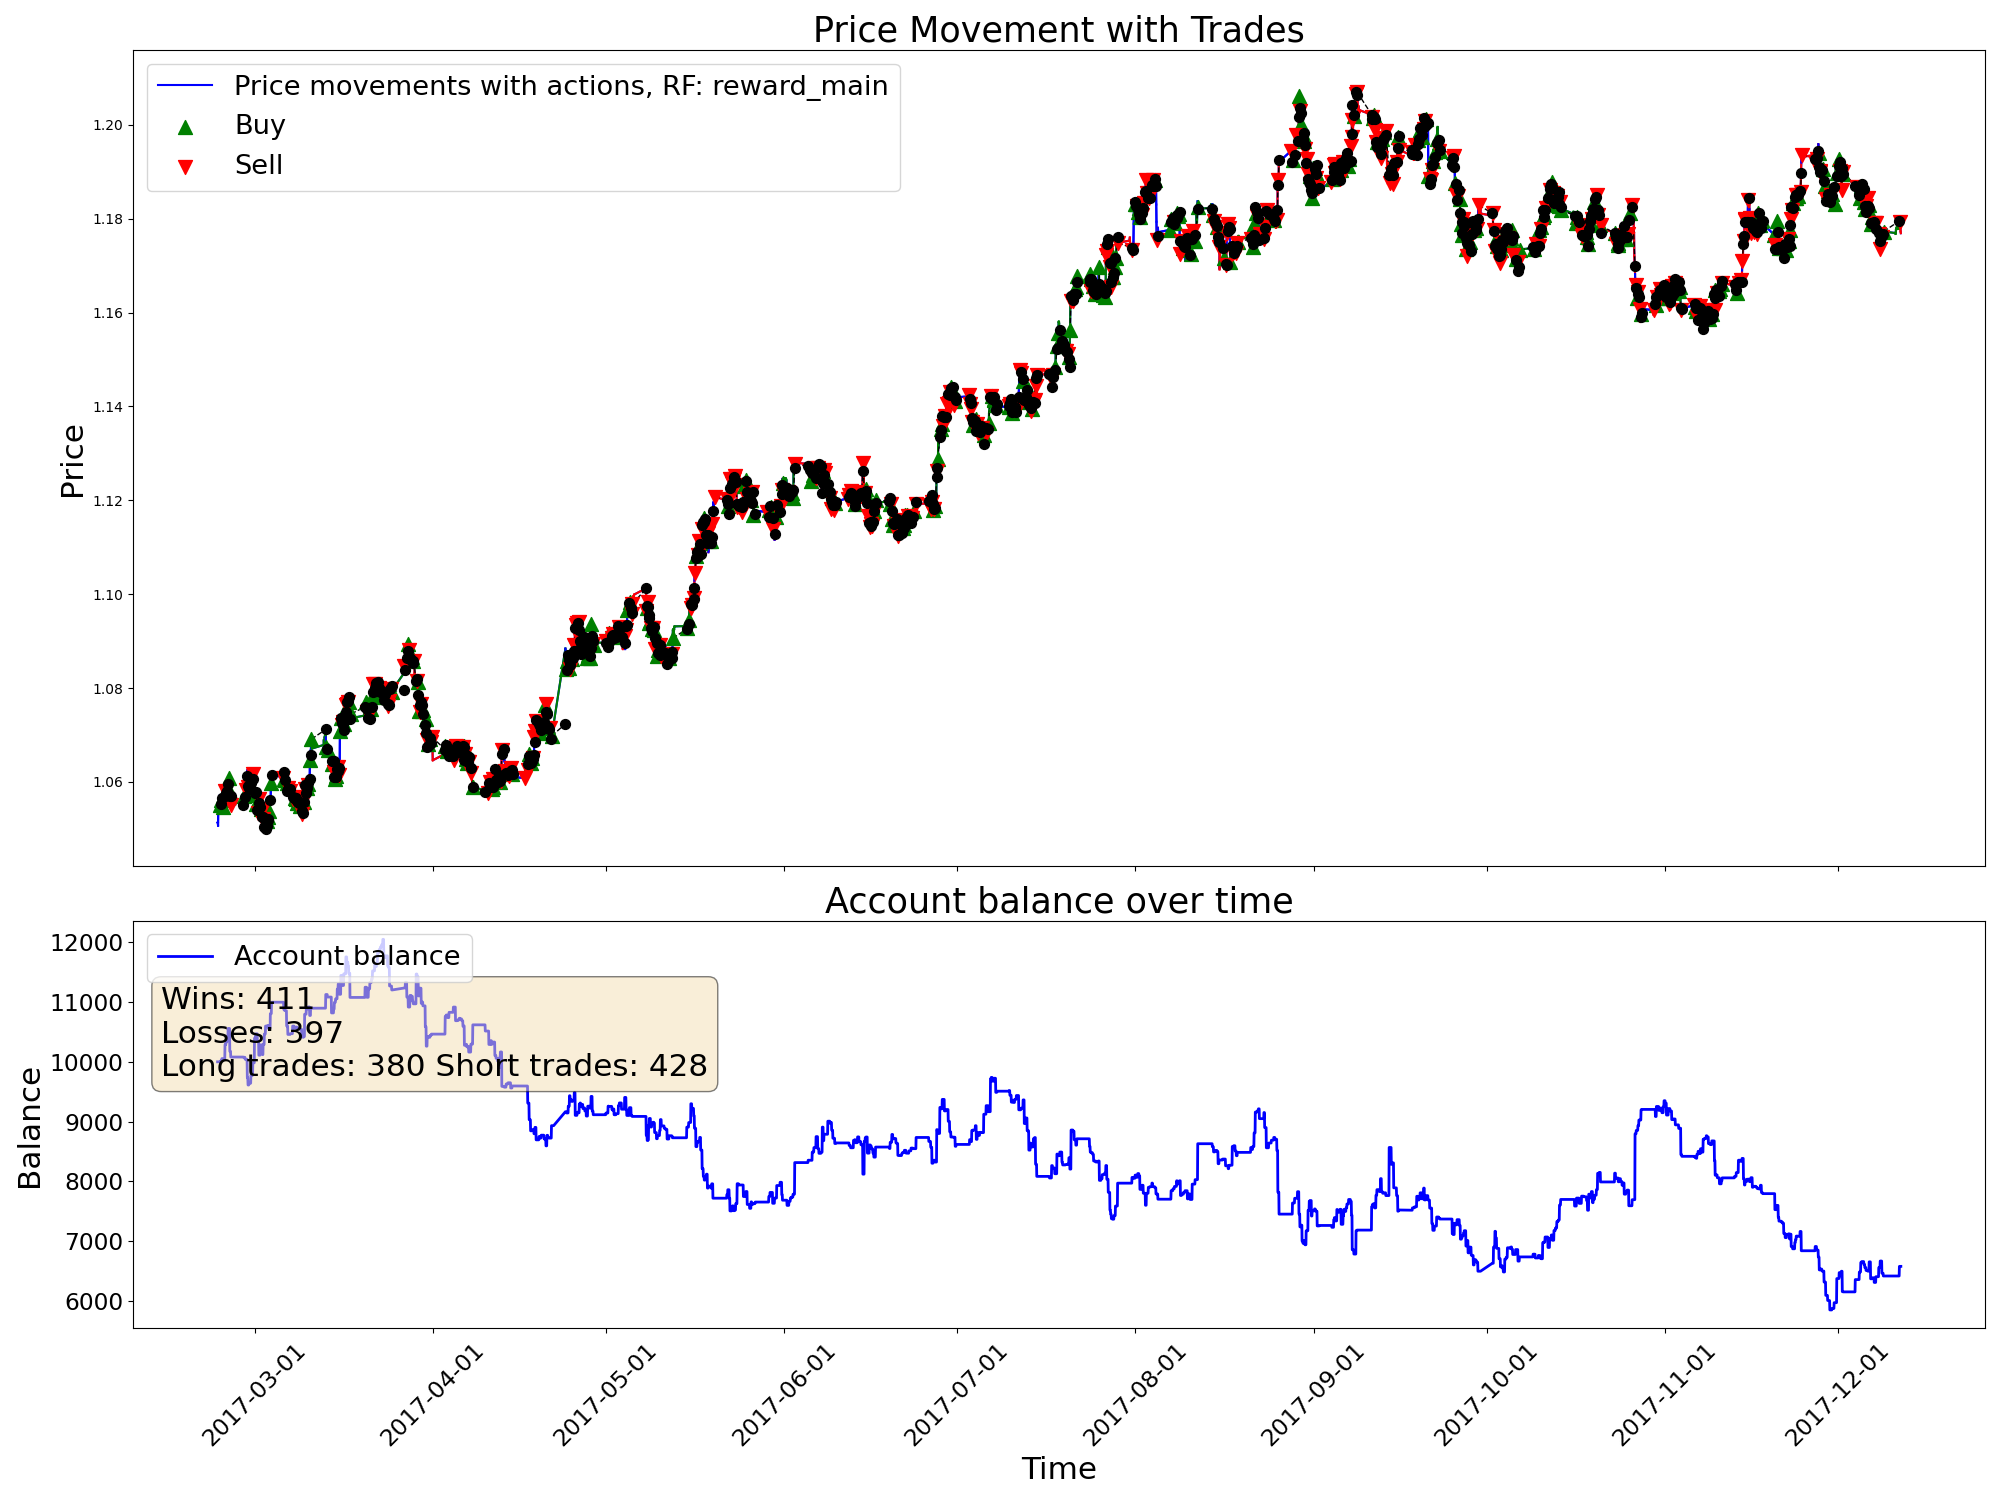 Price Movement with Trades
Price movements with actions, RF: reward_main
Buy
Sell
Price
1.20
1.18
1.16
1.14
1.12
1.10
1.08
1.06
Account balance over time
Account balance
Wins: 411
Losses: 397
Long trades: 380 Short trades: 428
Balance
12000
11000
10000
9000
8000
7000
6000
2017-03-01
2017-04-01
2017-05-01
2017-06-01
2017-07-01
2017-08-01
2017-09-01
2017-10-01
2017-11-01
2017-12-01
Time